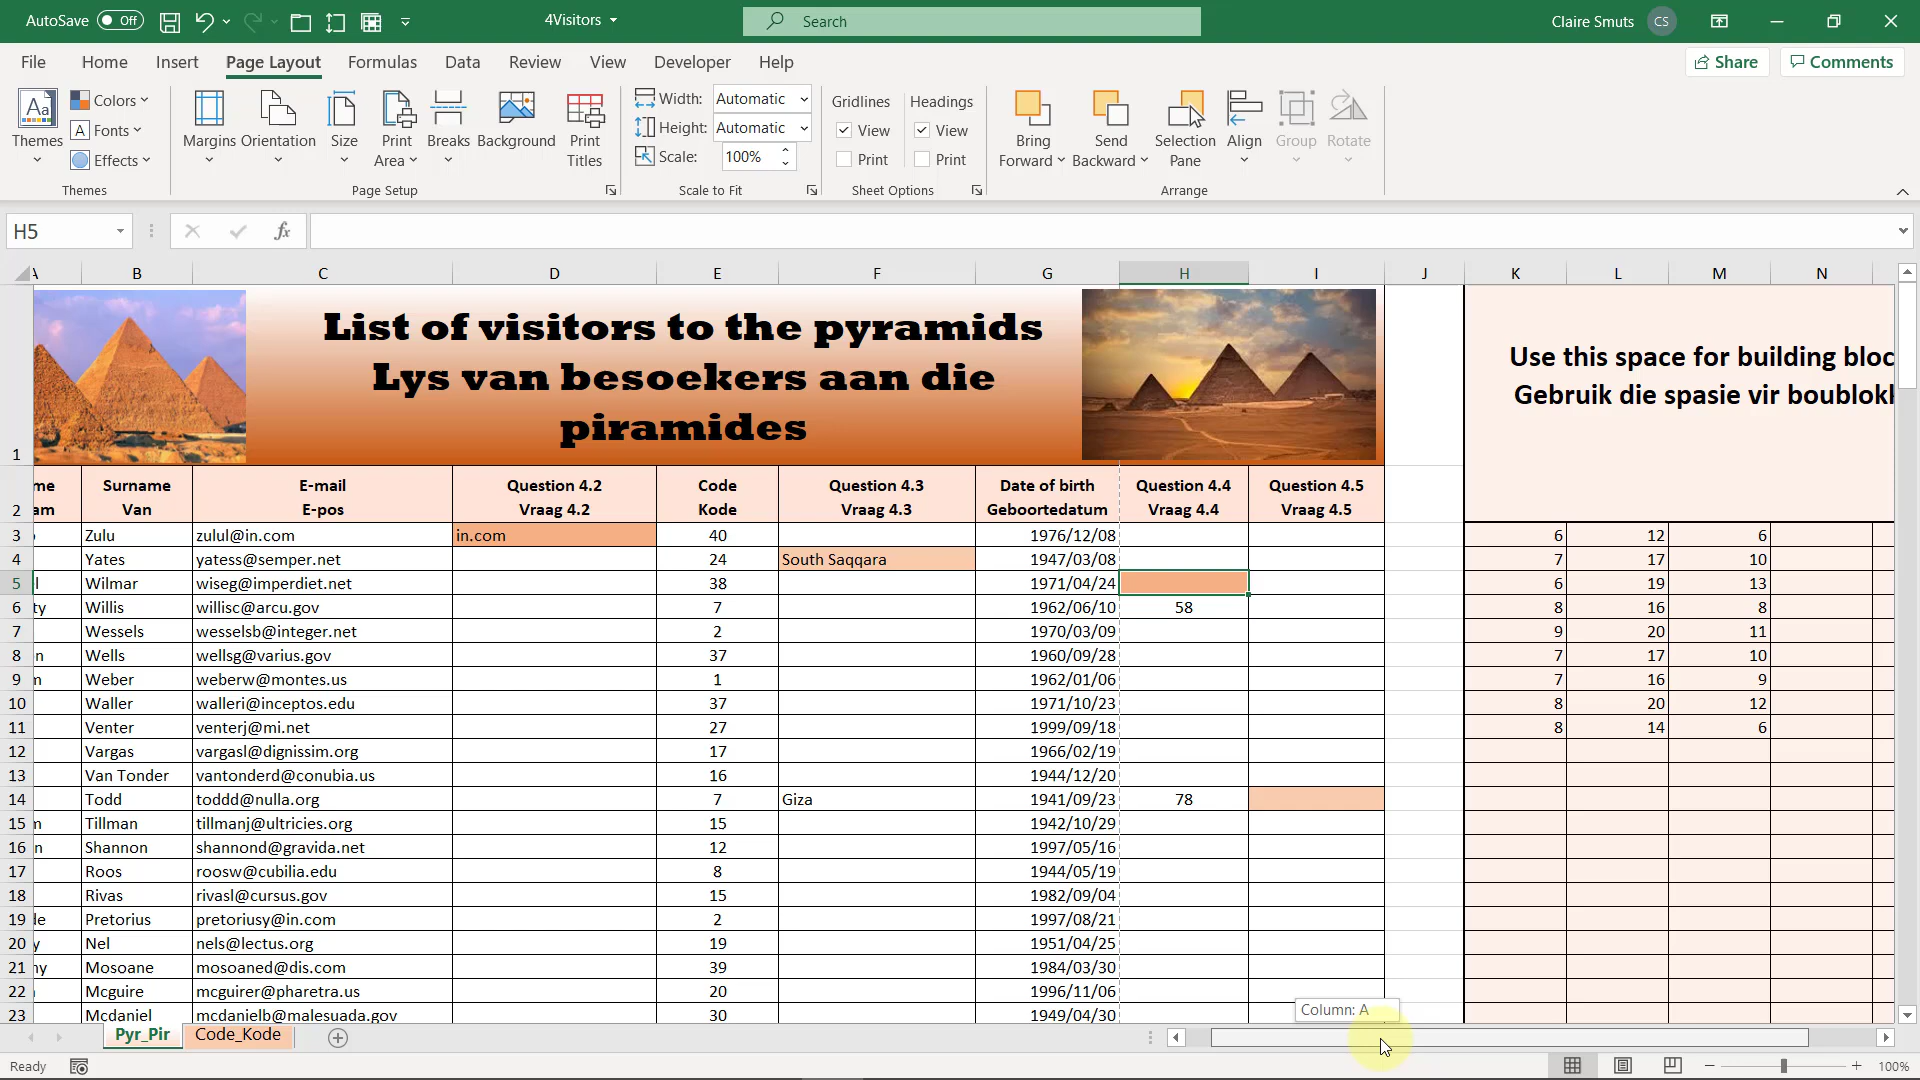 AutoSave Off 4Visitors Search Claire Smuts CS
File Home Insert Page Layout Formulas Data Review View Developer Help Share Comments
Themes Colors Fonts Effects Themes
Margins Orientation Size Print Area Breaks Background Print Titles Page Setup
Width: Automatic Height: Automatic Scale: 100% Scale to Fit
Gridlines View Print Headings View Print Sheet Options
Bring Forward Send Backward Selection Pane Align Group Rotate Arrange
H5 fx
A B C D E F G H I J K L M N
1
List of visitors to the pyramids
Lys van besoekers aan die
piramides
Use this space for building bloc
Gebruik die spasie vir boublokk
2 me Surname E-mail Question 4.2 Code Question 4.3 Date of birth Question 4.4 Question 4.5
am Van E-pos Vraag 4.2 Kode Vraag 4.3 Geboortedatum Vraag 4.4 Vraag 4.5
3 Zulu zulul@in.com in.com 40 1976/12/08 6 12 6
4 Yates yatess@semper.net 24 South Saqqara 1947/03/08 7 17 10
5 l Wilmar wiseg@imperdiet.net 38 1971/04/24 6 19 13
6 ty Willis willisc@arcu.gov 7 1962/06/10 58 8 16 8
7 Wessels wesselsb@integer.net 2 1970/03/09 9 20 11
8 n Wells wellsg@varius.gov 37 1960/09/28 7 17 10
9 n Weber weberw@montes.us 1 1962/01/06 7 16 9
10 Waller walleri@inceptos.edu 37 1971/10/23 8 20 12
11 Venter venterj@mi.net 27 1999/09/18 8 14 6
12 Vargas vargasl@dignissim.org 17 1966/02/19
13 Van Tonder vantonderd@conubia.us 16 1944/12/20
14 Todd toddd@nulla.org 7 Giza 1941/09/23 78
15 n Tillman tillmanj@ultricies.org 15 1942/10/29
16 n Shannon shannond@gravida.net 12 1997/05/16
17 Roos roosw@cubilia.edu 8 1944/05/19
18 Rivas rivasl@cursus.gov 15 1982/09/04
19 de Pretorius pretoriusy@in.com 2 1997/08/21
20 y Nel nels@lectus.org 19 1951/04/25
21 ny Mosoane mosoaned@dis.com 39 1984/03/30
22 Mcguire mcguirer@pharetra.us 20 1996/11/06
23 Mcdaniel mcdanielb@malesuada.gov 30 1949/04/30
Column: A
Pyr_Pir Code_Kode
Ready 100%